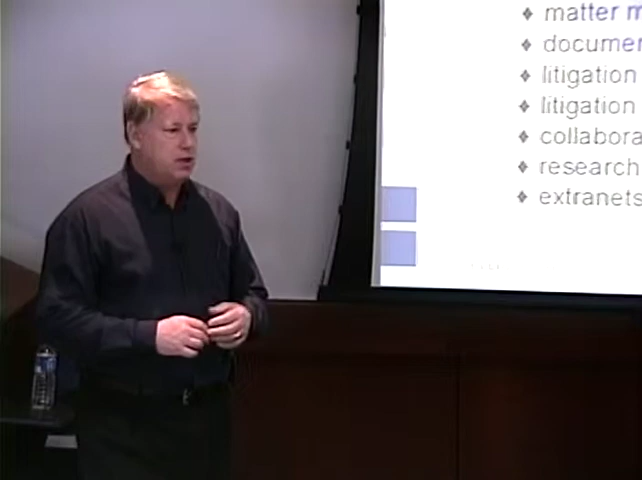 ❖ matter m
❖ documen
❖ litigation
❖ litigation
❖ collabora
❖ research
❖ extranets